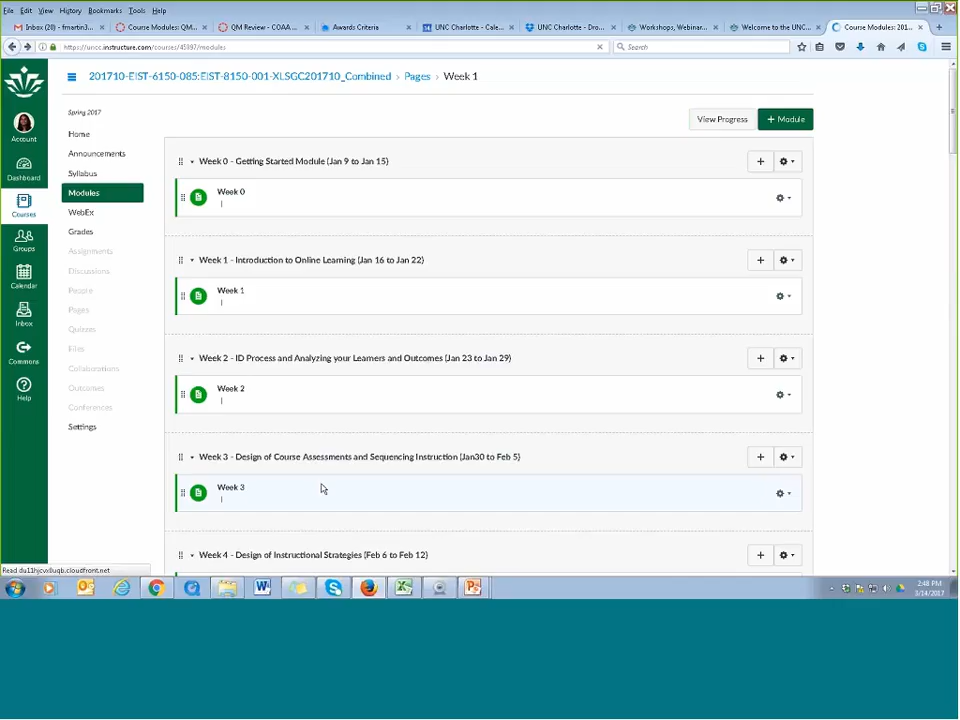 File Edit View History Bookmarks Tools Help
Inbox (20) - fmartin3... Course Modules: QM... QM Review - COAA ... Awards Criteria UNC Charlotte - Cale... UNC Charlotte - Dro... Workshops, Webinar... Welcome to the UNC... Course Modules: 201...
https://uncc.instructure.com/courses/45397/modules Search
201710-EIST-6150-085:EIST-8150-001-XLSGC201710_Combined › Pages › Week 1
Spring 2017
View Progress + Module
Account
Dashboard
Courses
Groups
Calendar
Inbox
Commons
Help
Home
Announcements
Syllabus
Modules
WebEx
Grades
Assignments
Discussions
People
Pages
Quizzes
Files
Collaborations
Outcomes
Conferences
Settings
Week 0 - Getting Started Module (Jan 9 to Jan 15)
Week 0
Week 1 - Introduction to Online Learning (Jan 16 to Jan 22)
Week 1
Week 2 - ID Process and Analyzing your Learners and Outcomes (Jan 23 to Jan 29)
Week 2
Week 3 - Design of Course Assessments and Sequencing Instruction (Jan30 to Feb 5)
Week 3
Week 4 - Design of Instructional Strategies (Feb 6 to Feb 12)
Read du11hjcvx0uqb.cloudfront.net
2:48 PM
3/14/2017